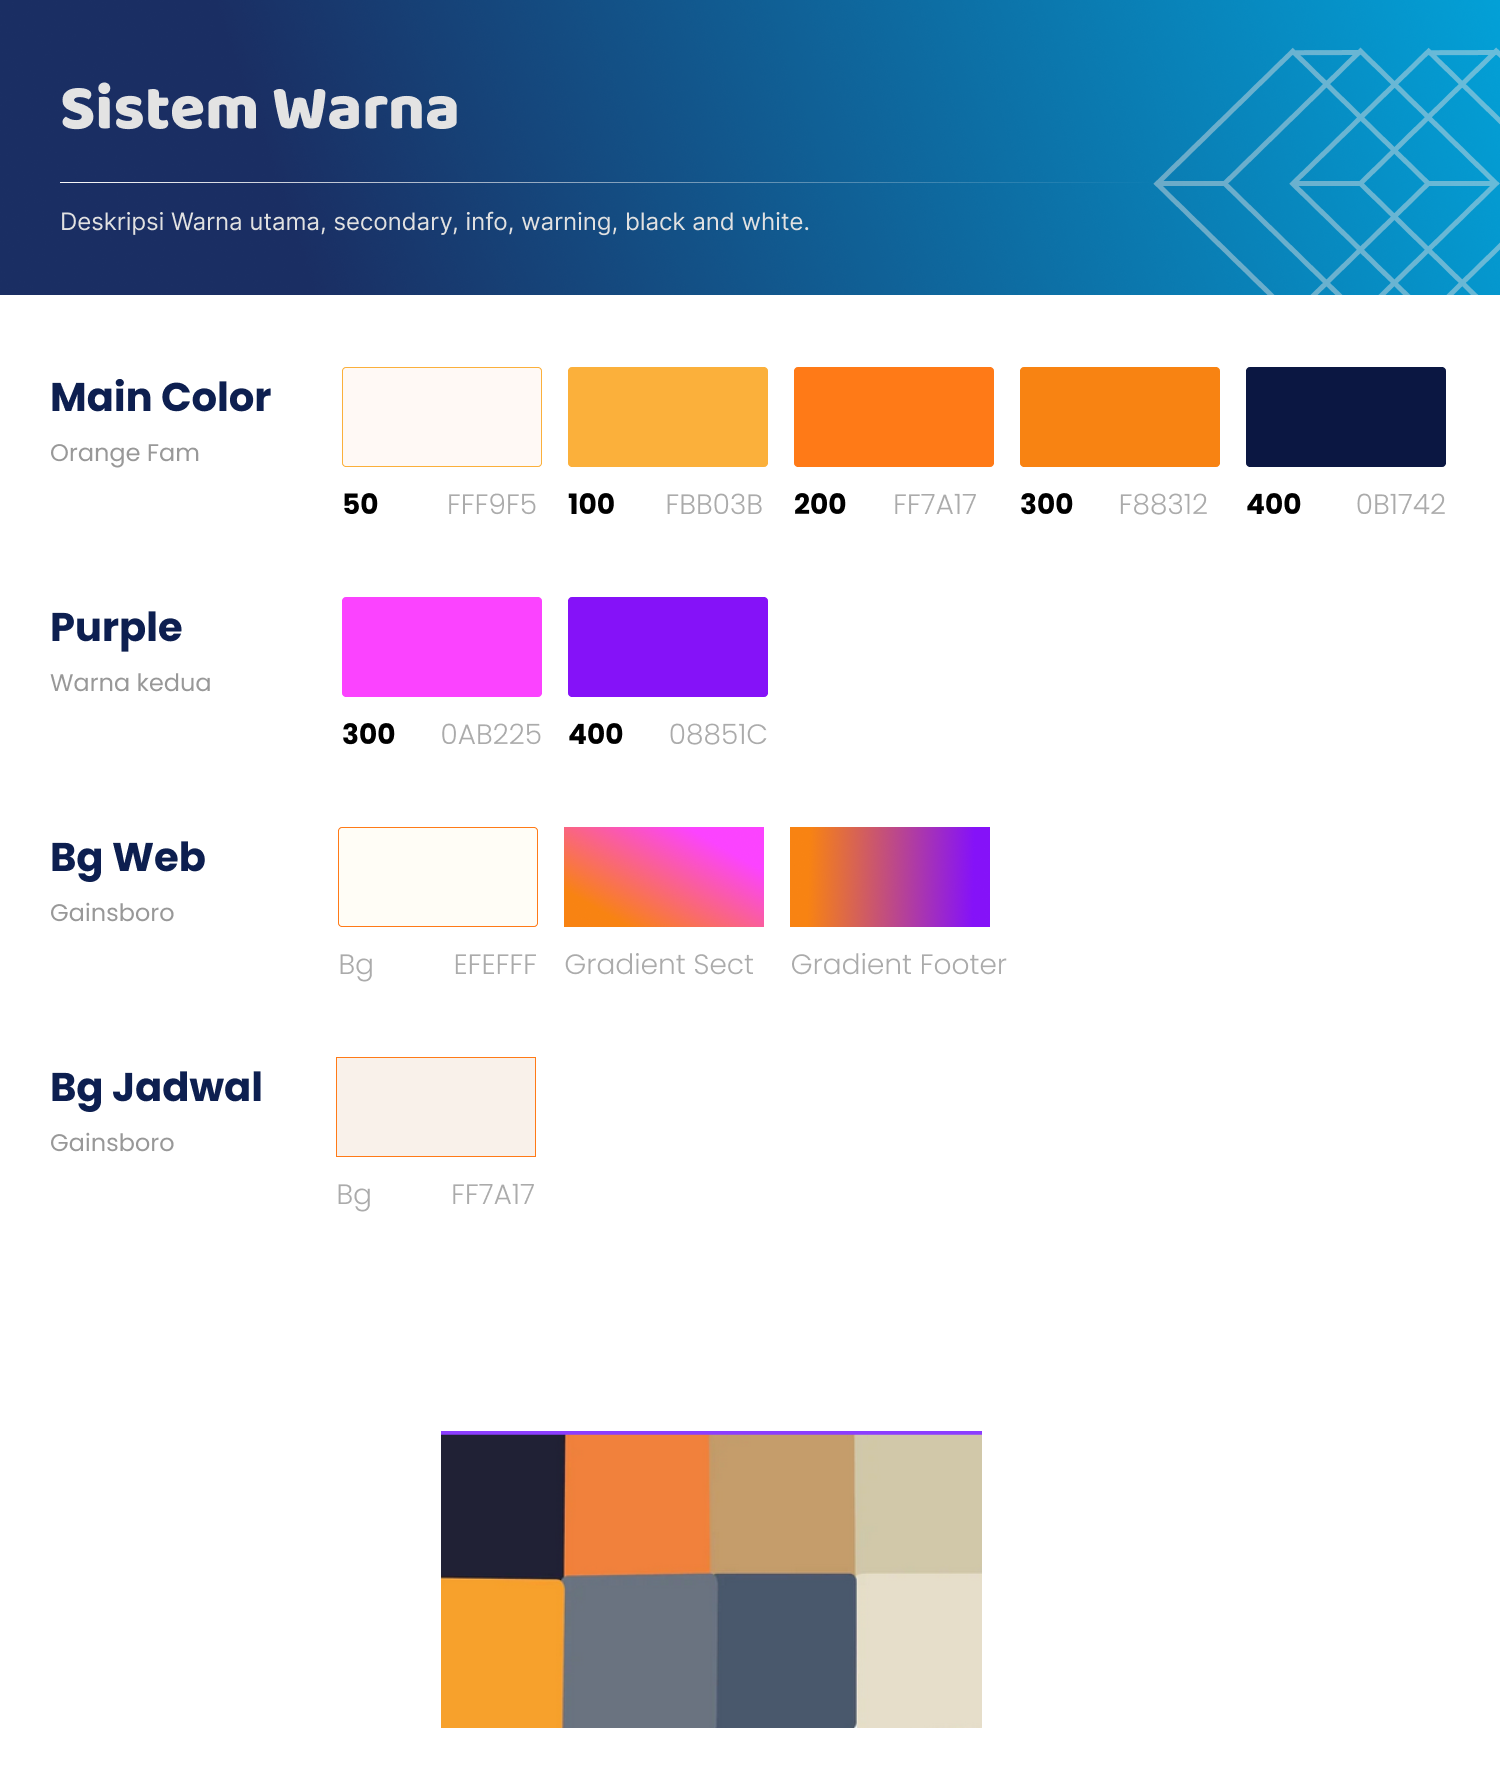 Sistem Warna
Deskripsi Warna utama, secondary, info, warning, black and white.
Main Color
Orange Fam
50 FFF9F5 100 FBB03B 200 FF7A17 300 F88312 400 0B1742
Purple
Warna kedua
300 0AB225 400 08851C
Bg Web
Gainsboro
Bg EFEFFF Gradient Sect Gradient Footer
Bg Jadwal
Gainsboro
Bg FF7A17